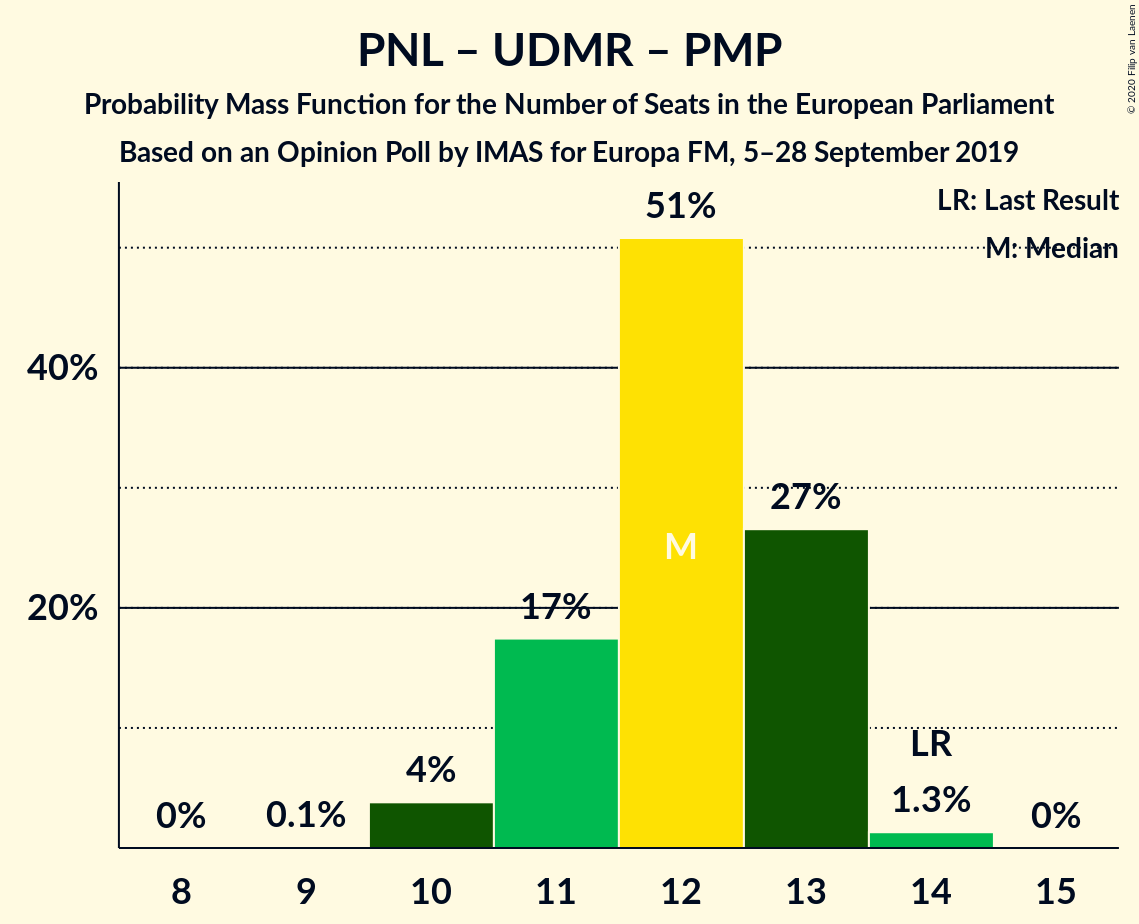 PNL – UDMR – PMP
Probability Mass Function for the Number of Seats in the European Parliament
Based on an Opinion Poll by IMAS for Europa FM, 5–28 September 2019
© 2020 Filip van Laenen
LR: Last Result
M: Median
51%
40%
27%
M
20%
17%
LR
4%
1.3%
0%
0.1%
0%
8 9 10 11 12 13 14 15